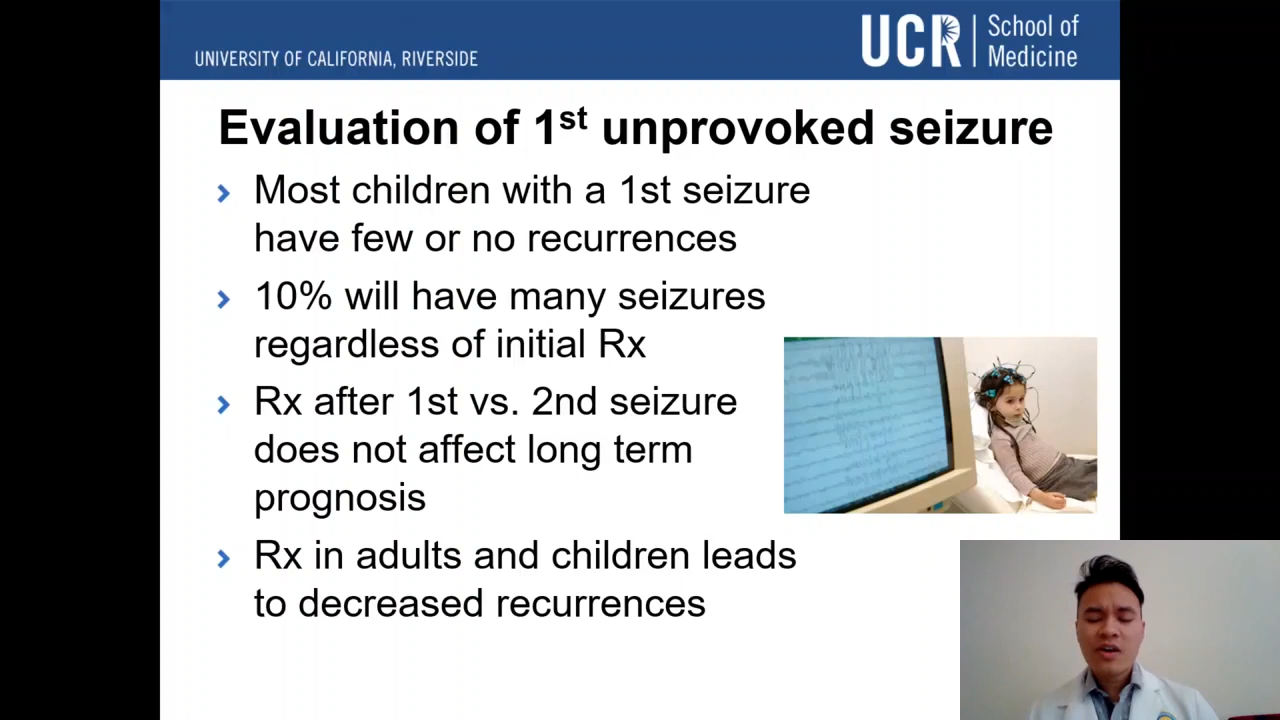 UNIVERSITY OF CALIFORNIA, RIVERSIDE
UCR
School of
Medicine
Evaluation of 1st unprovoked seizure
Most children with a 1st seizure
have few or no recurrences
10% will have many seizures
regardless of initial Rx
Rx after 1st vs. 2nd seizure
does not affect long term
prognosis
Rx in adults and children leads
to decreased recurrences